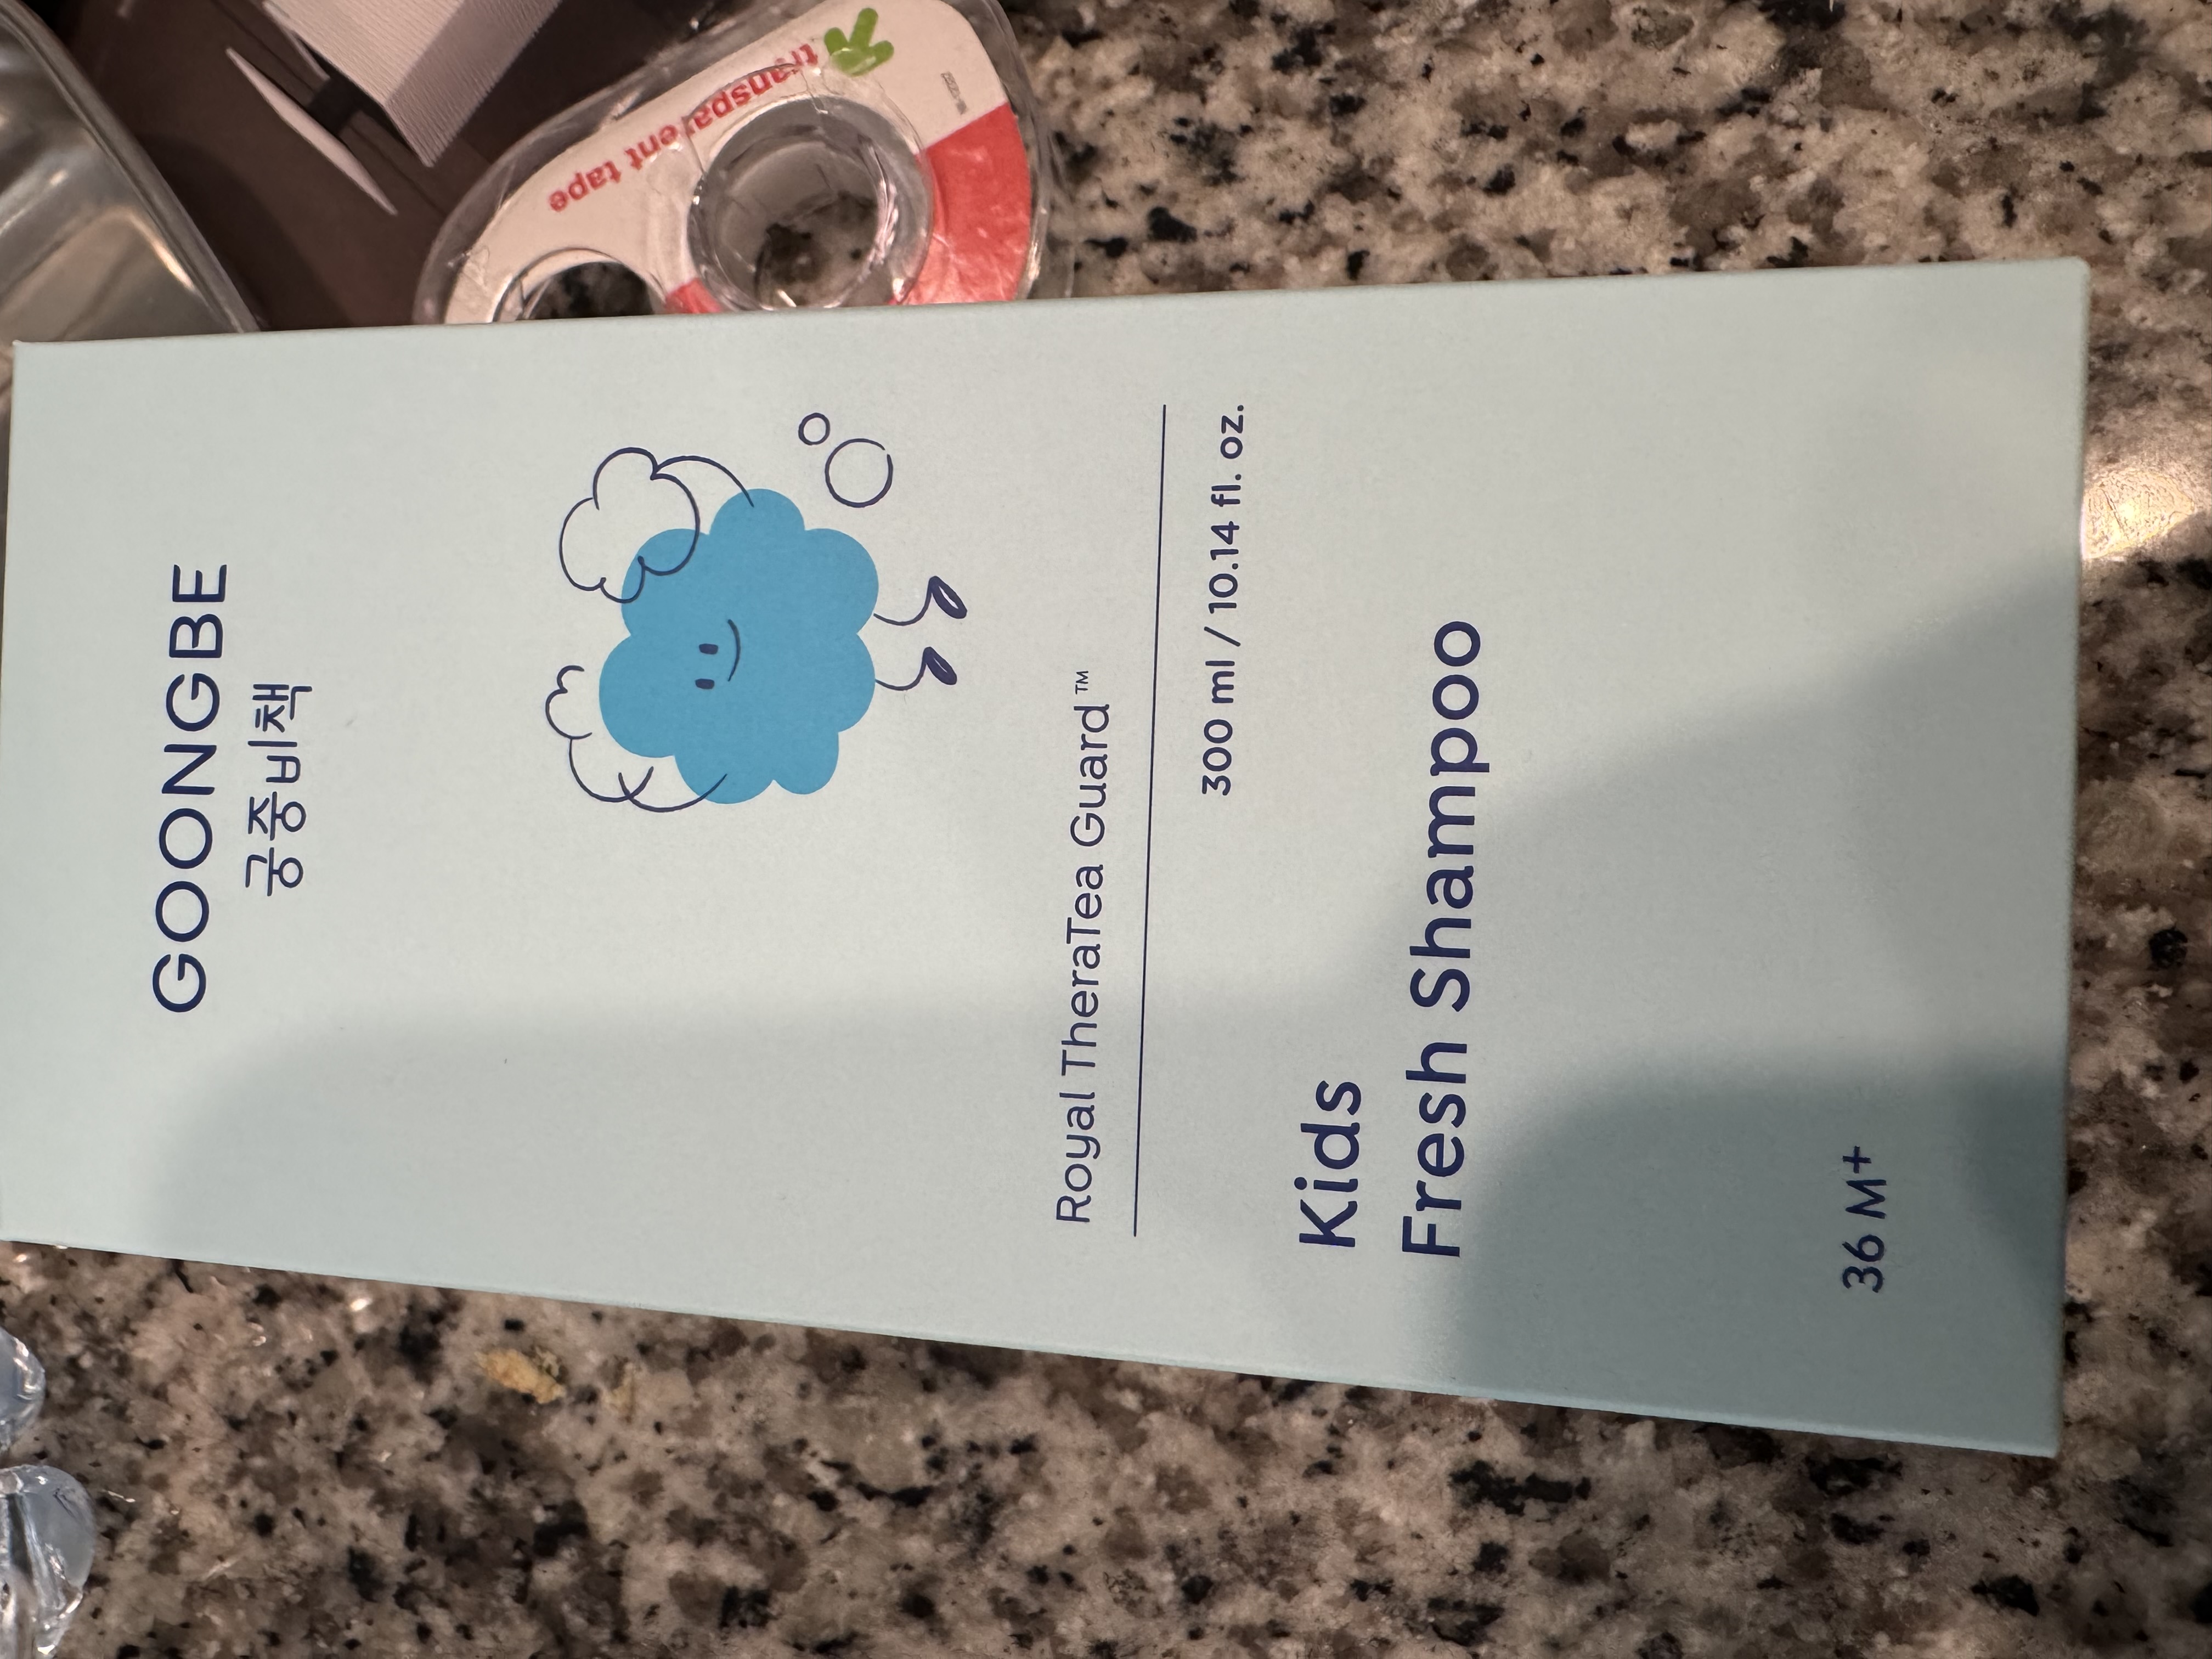 GOONGBE
궁중비책
Royal TheraTea Guard™
300 ml / 10.14 fl. oz.
Kids
Fresh Shampoo
36 M+
transparent tape